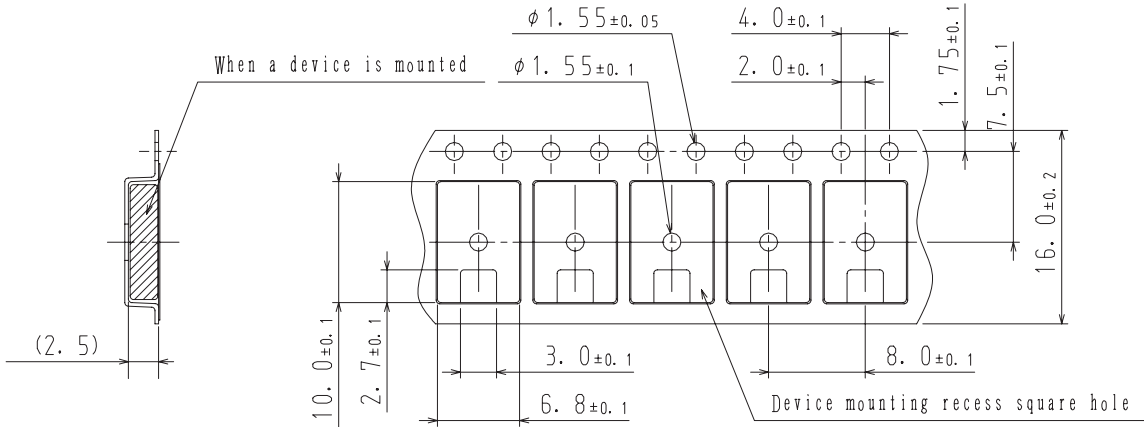 φ1.55±0.05
4.0±0.1
When a device is mounted
φ1.55±0.1
2.0±0.1
1.75±0.1
7.5±0.1
16.0±0.2
(2.5)
10.0±0.1
2.7±0.1
3.0±0.1
8.0±0.1
6.8±0.1
Device mounting recess square hole